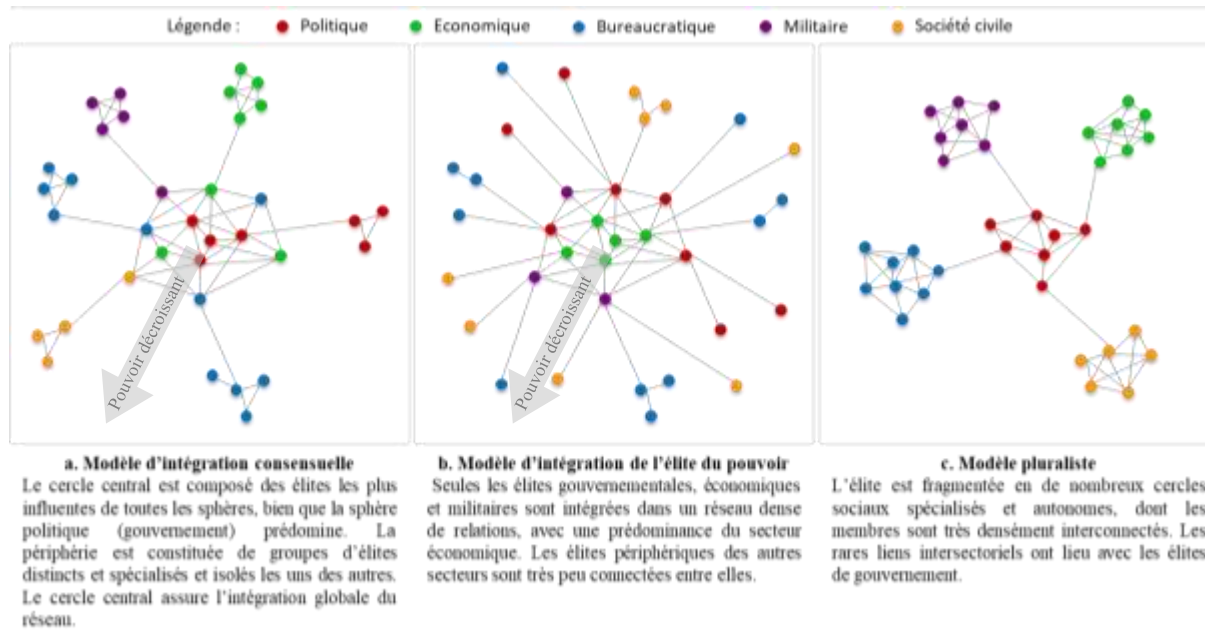 Légende : Politique Economique Bureaucratique Militaire Société civile
Pouvoir décroissant
Pouvoir décroissant
a. Modèle d'intégration consensuelle
Le cercle central est composé des élites les plus
influentes de toutes les sphères, bien que la sphère
politique (gouvernement) prédomine. La
périphérie est constituée de groupes d'élites
distincts et spécialisés et isolés les uns des autres.
Le cercle central assure l'intégration globale du
réseau.
b. Modèle d'intégration de l'élite du pouvoir
Seules les élites gouvernementales, économiques
et militaires sont intégrées dans un réseau dense
de relations, avec une prédominance du secteur
économique. Les élites périphériques des autres
secteurs sont très peu connectées entre elles.
c. Modèle pluraliste
L'élite est fragmentée en de nombreux cercles
sociaux spécialisés et autonomes, dont les
membres sont très densément interconnectés. Les
rares liens intersectoriels ont lieu avec les élites
de gouvernement.